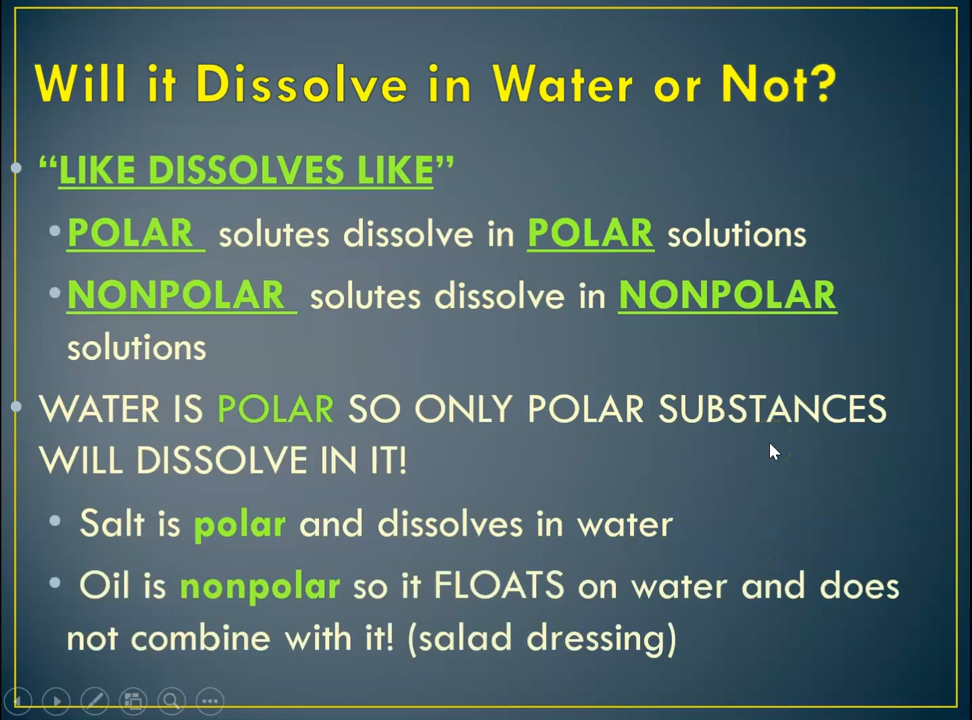 Will it Dissolve in Water or Not?
• “LIKE DISSOLVES LIKE”
• POLAR solutes dissolve in POLAR solutions
• NONPOLAR solutes dissolve in NONPOLAR
solutions
• WATER IS POLAR SO ONLY POLAR SUBSTANCES
WILL DISSOLVE IN IT!
• Salt is polar and dissolves in water
• Oil is nonpolar so it FLOATS on water and does
not combine with it! (salad dressing)